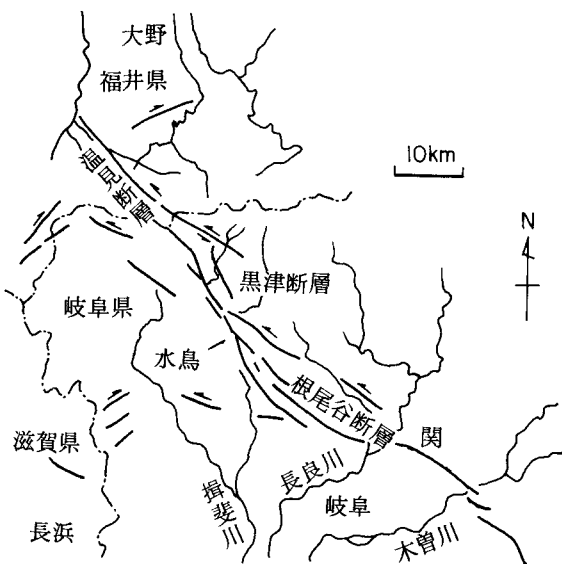 大野
福井県
温見断層
10km
N
黒津断層
岐阜県
水鳥
根尾谷断層
関
滋賀県
長良川
揖斐川
岐阜
長浜
木曽川